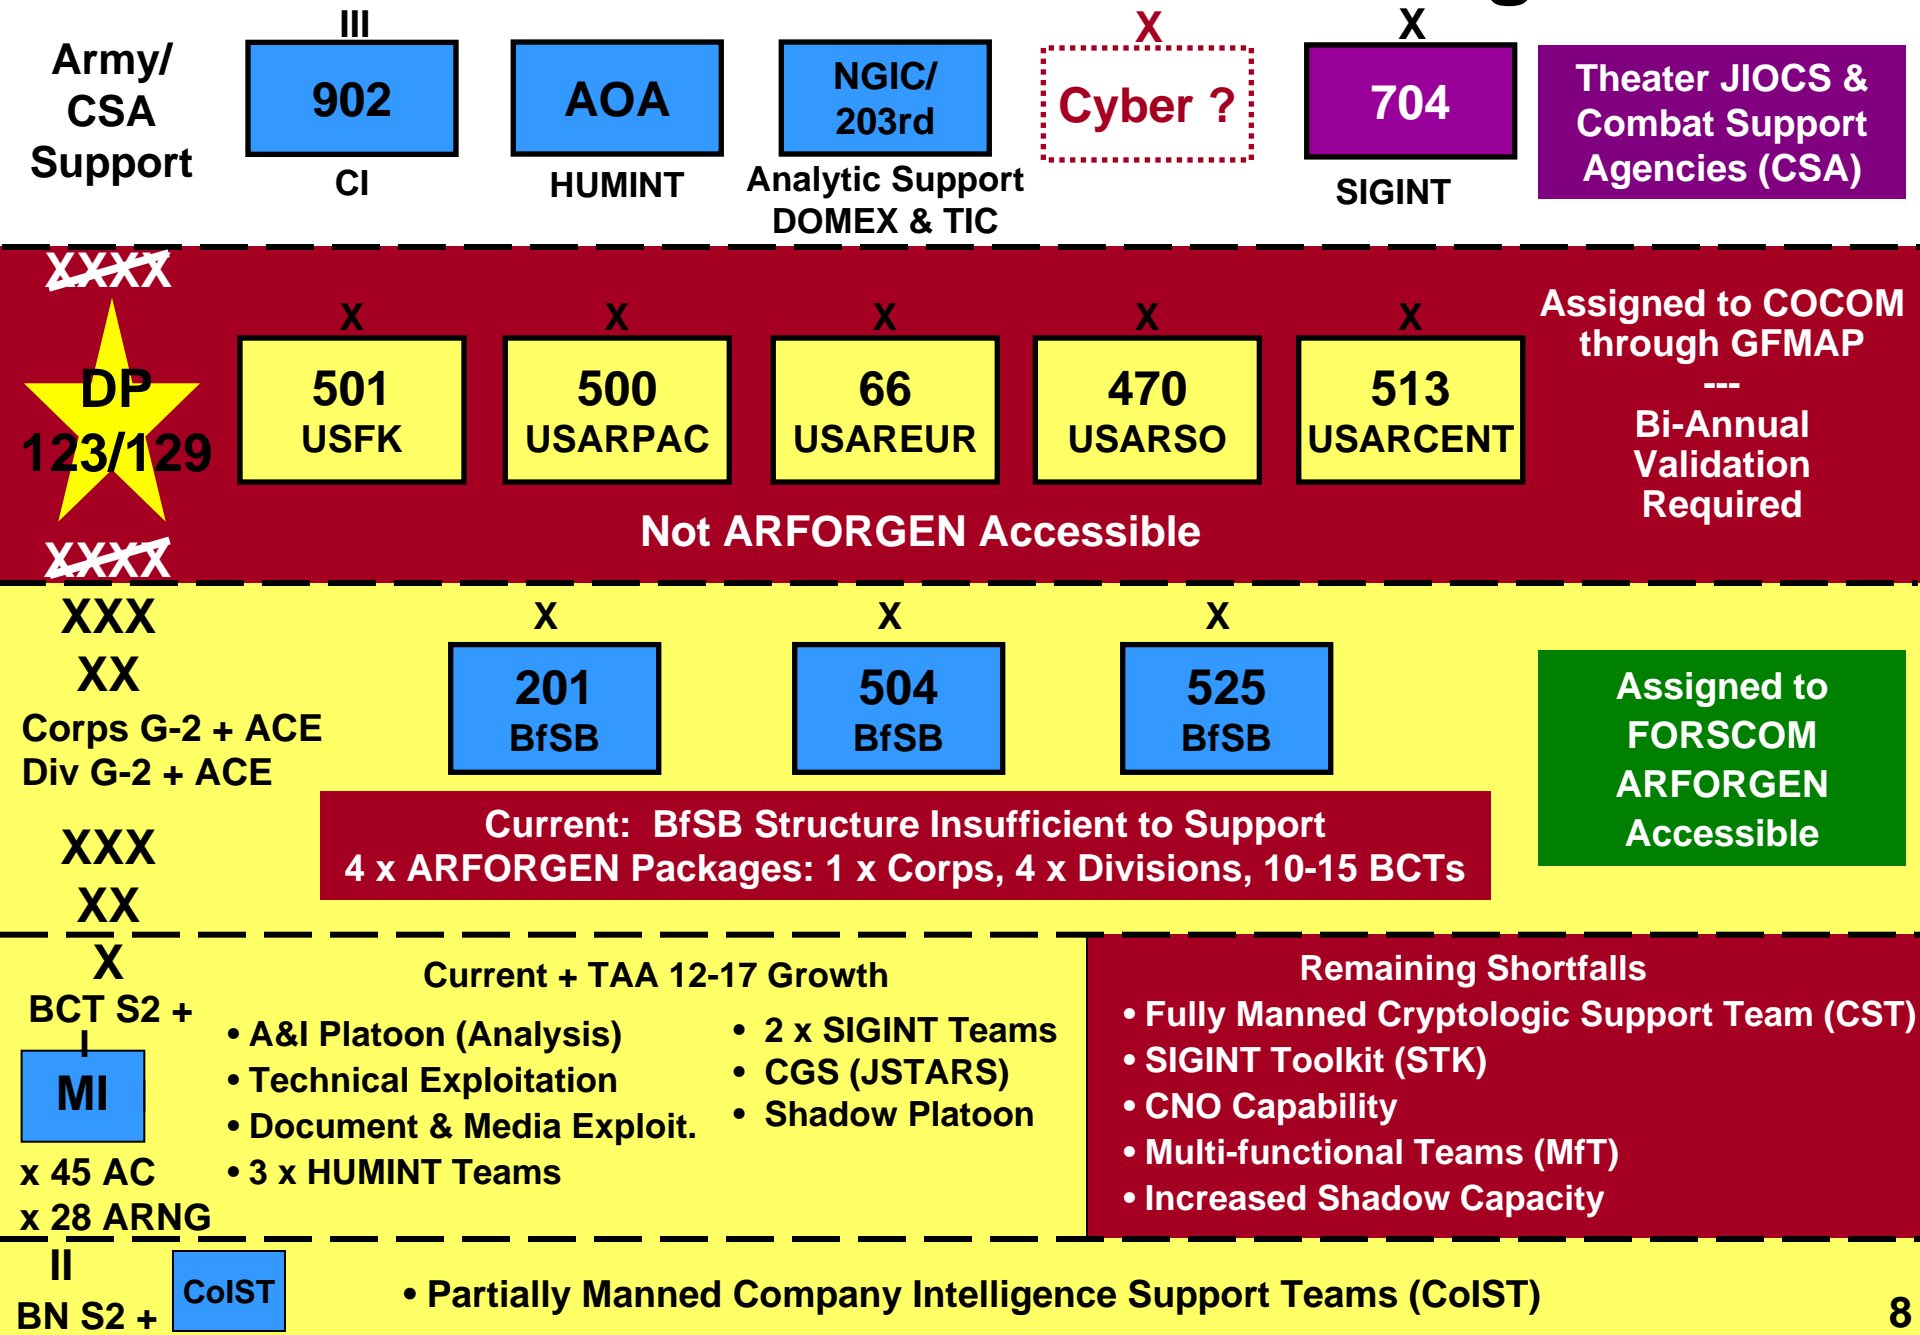 Army/
CSA
Support
III
902
CI
AOA
HUMINT
NGIC/
203rd
Analytic Support
DOMEX & TIC
X
Cyber ?
X
704
SIGINT
Theater JIOCS &
Combat Support
Agencies (CSA)
XXXX
DP
123/129
XXXX
X
501
USFK
X
500
USARPAC
X
66
USAREUR
X
470
USARSO
X
513
USARCENT
Not ARFORGEN Accessible
Assigned to COCOM
through GFMAP
---
Bi-Annual
Validation
Required
XXX
XX
Corps G-2 + ACE
Div G-2 + ACE
XXX
XX
X
201
BfSB
X
504
BfSB
X
525
BfSB
Current: BfSB Structure Insufficient to Support
4 x ARFORGEN Packages: 1 x Corps, 4 x Divisions, 10-15 BCTs
Assigned to
FORSCOM
ARFORGEN
Accessible
X
BCT S2 +
I
MI
x 45 AC
x 28 ARNG
Current + TAA 12-17 Growth
• A&I Platoon (Analysis)
• Technical Exploitation
• Document & Media Exploit.
• 3 x HUMINT Teams
• 2 x SIGINT Teams
• CGS (JSTARS)
• Shadow Platoon
Remaining Shortfalls
• Fully Manned Cryptologic Support Team (CST)
• SIGINT Toolkit (STK)
• CNO Capability
• Multi-functional Teams (MfT)
• Increased Shadow Capacity
II
BN S2 +
CoIST
• Partially Manned Company Intelligence Support Teams (CoIST)
8